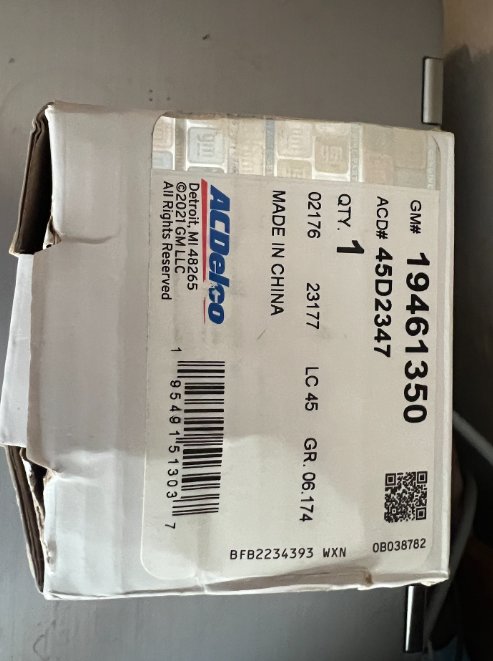 GM# 19461350
ACD# 45D2347
QTY. 1
02176 23177 LC 45 GR. 06.174
MADE IN CHINA
ACDelco
Detroit, MI 48265
©2021 GM LLC
All Rights Reserved
1 95491 51303 7
0B038782
BFB2234393 WXN